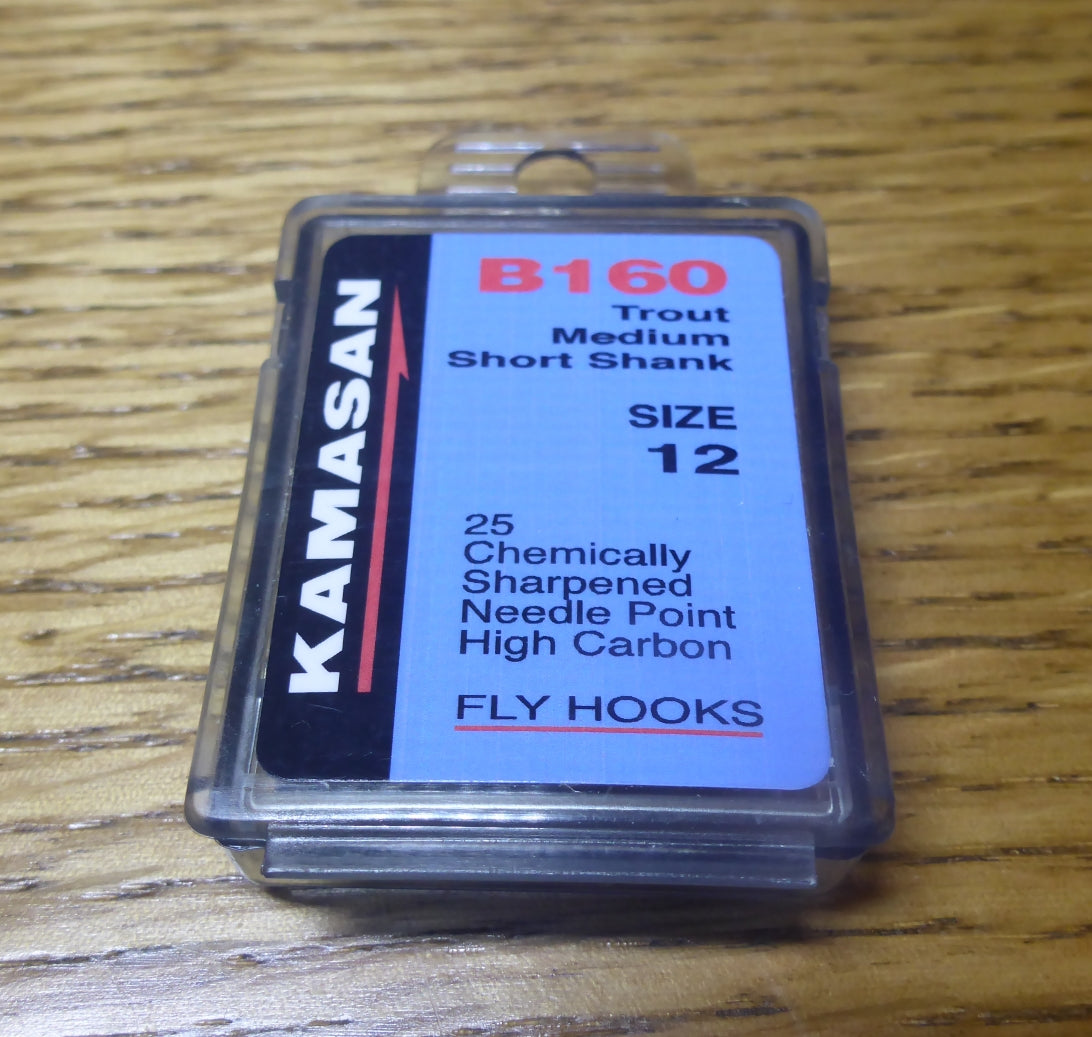 KAMASAN
B160
Trout
Medium
Short Shank
SIZE
12
25
Chemically
Sharpened
Needle Point
High Carbon
FLY HOOKS